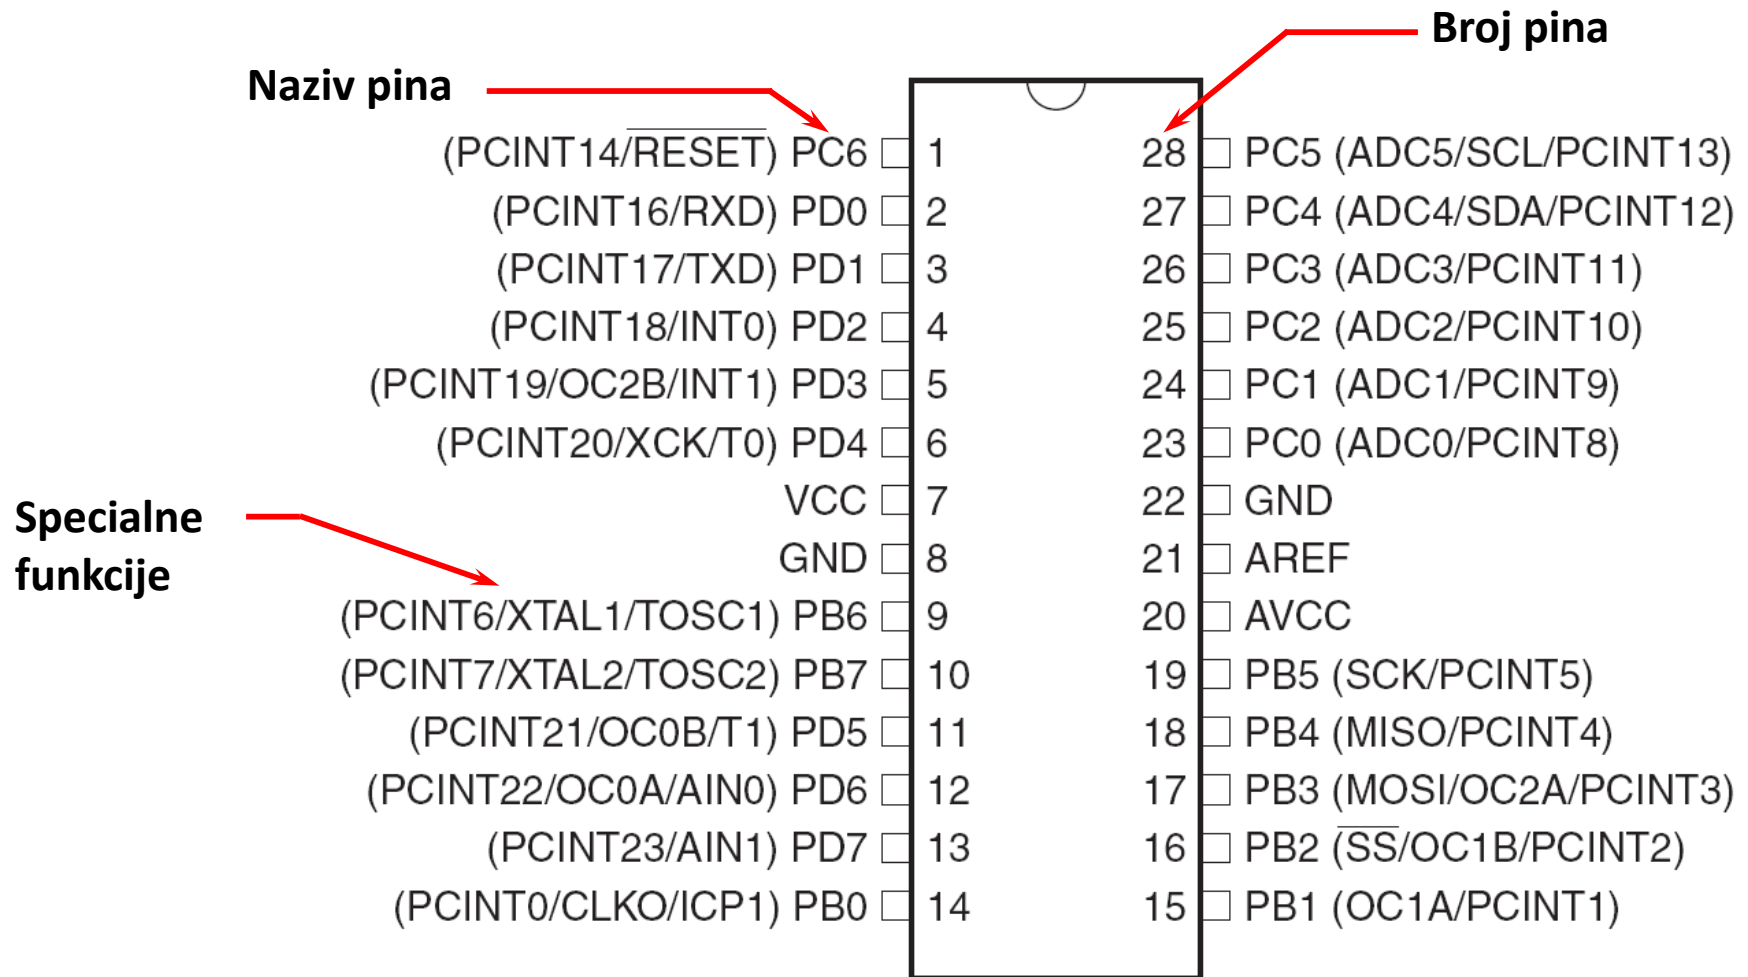 Broj pina
Naziv pina
(PCINT14/RESET) PC6 1 28 PC5 (ADC5/SCL/PCINT13)
(PCINT16/RXD) PD0 2 27 PC4 (ADC4/SDA/PCINT12)
(PCINT17/TXD) PD1 3 26 PC3 (ADC3/PCINT11)
(PCINT18/INT0) PD2 4 25 PC2 (ADC2/PCINT10)
(PCINT19/OC2B/INT1) PD3 5 24 PC1 (ADC1/PCINT9)
(PCINT20/XCK/T0) PD4 6 23 PC0 (ADC0/PCINT8)
VCC 7 22 GND
Specialne
funkcije
GND 8 21 AREF
(PCINT6/XTAL1/TOSC1) PB6 9 20 AVCC
(PCINT7/XTAL2/TOSC2) PB7 10 19 PB5 (SCK/PCINT5)
(PCINT21/OC0B/T1) PD5 11 18 PB4 (MISO/PCINT4)
(PCINT22/OC0A/AIN0) PD6 12 17 PB3 (MOSI/OC2A/PCINT3)
(PCINT23/AIN1) PD7 13 16 PB2 (SS/OC1B/PCINT2)
(PCINT0/CLKO/ICP1) PB0 14 15 PB1 (OC1A/PCINT1)